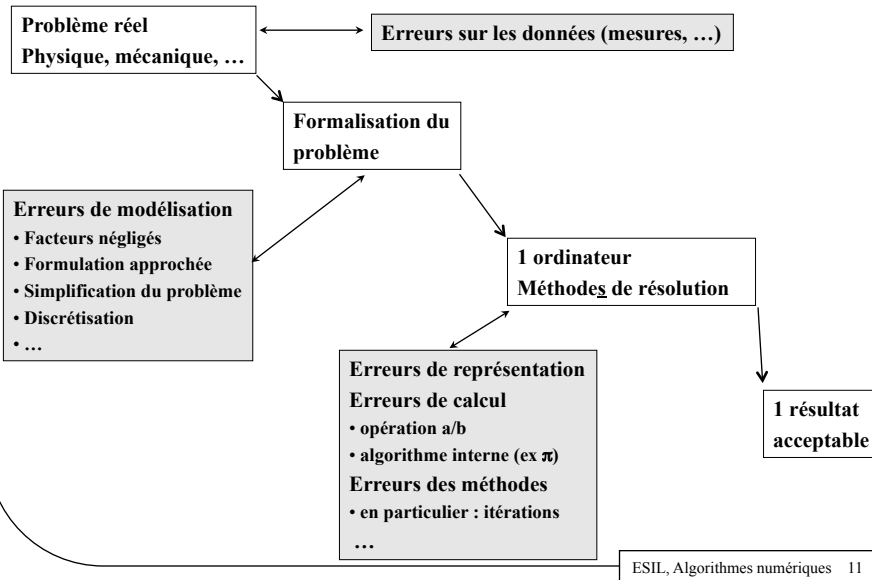 Problème réel
Physique, mécanique, …
Erreurs sur les données (mesures, …)
Formalisation du
problème
Erreurs de modélisation
• Facteurs négligés
• Formulation approchée
• Simplification du problème
• Discrétisation
• …
1 ordinateur
Méthodes de résolution
Erreurs de représentation
Erreurs de calcul
• opération a/b
• algorithme interne (ex π)
Erreurs des méthodes
• en particulier : itérations
…
1 résultat
acceptable
ESIL, Algorithmes numériques 11